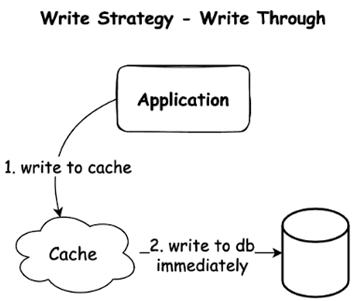 Write Strategy - Write Through
Application
1. write to cache
Cache
2. write to db
immediately